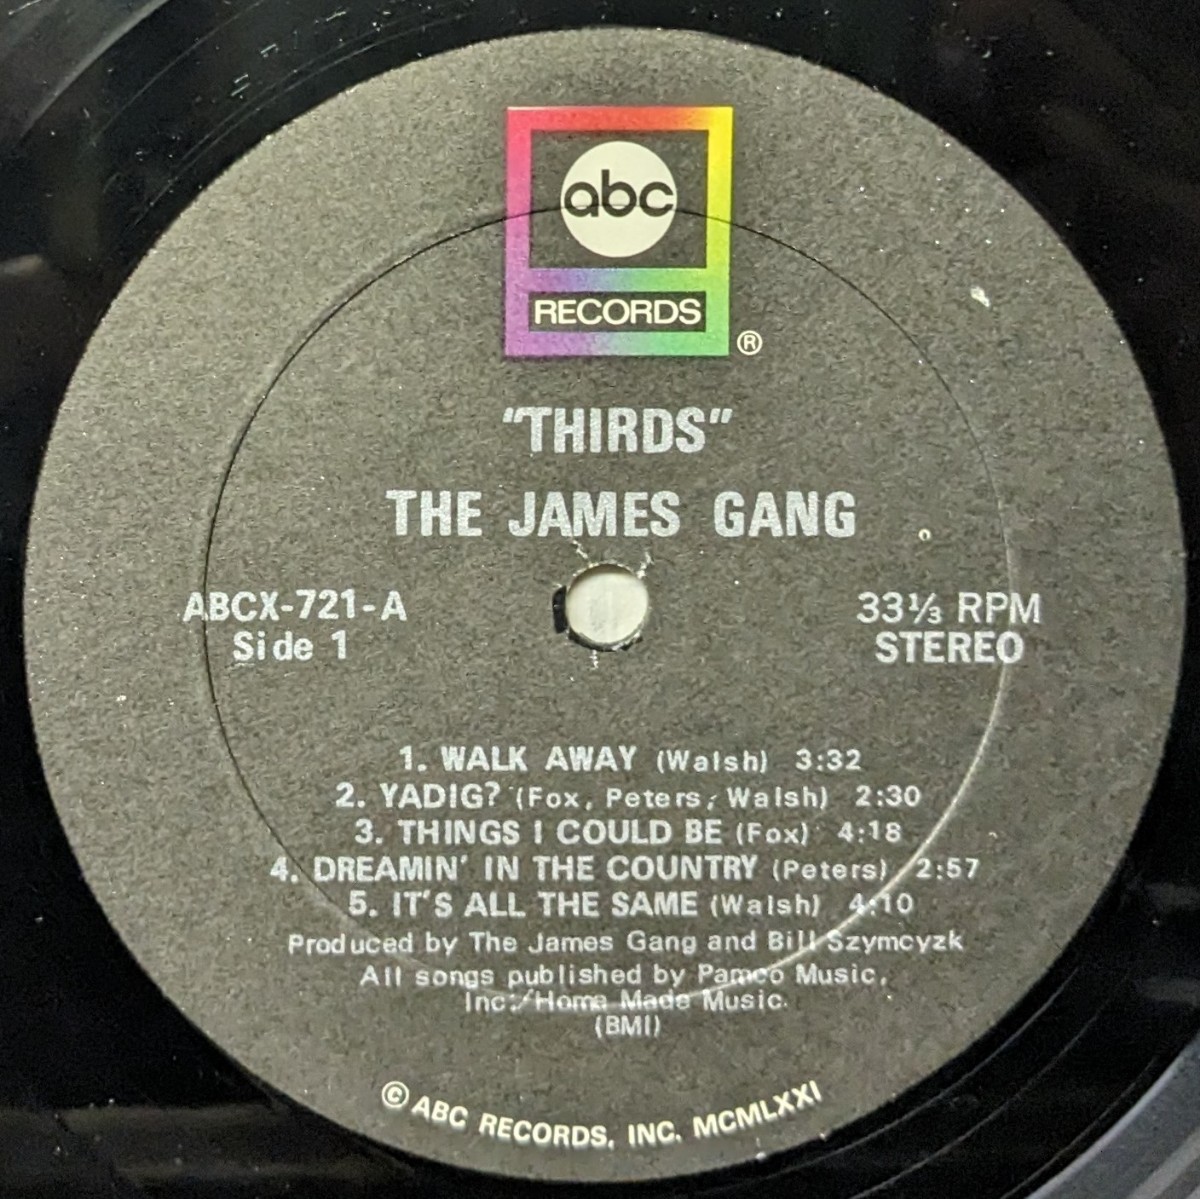 abc
RECORDS
®
"THIRDS"
THE JAMES GANG
ABCX-721-A
Side 1
33⅓ RPM
STEREO
1. WALK AWAY (Walsh) 3:32
2. YADIG? (Fox, Peters, Walsh) 2:30
3. THINGS I COULD BE (Fox) 4:18
4. DREAMIN' IN THE COUNTRY (Peters) 2:57
5. IT'S ALL THE SAME (Walsh) 4:10
Produced by The James Gang and Bill Szymcyzk
All songs published by Pamco Music,
Inc./Home Made Music.
(BMI)
© ABC RECORDS, INC. MCMLXXI